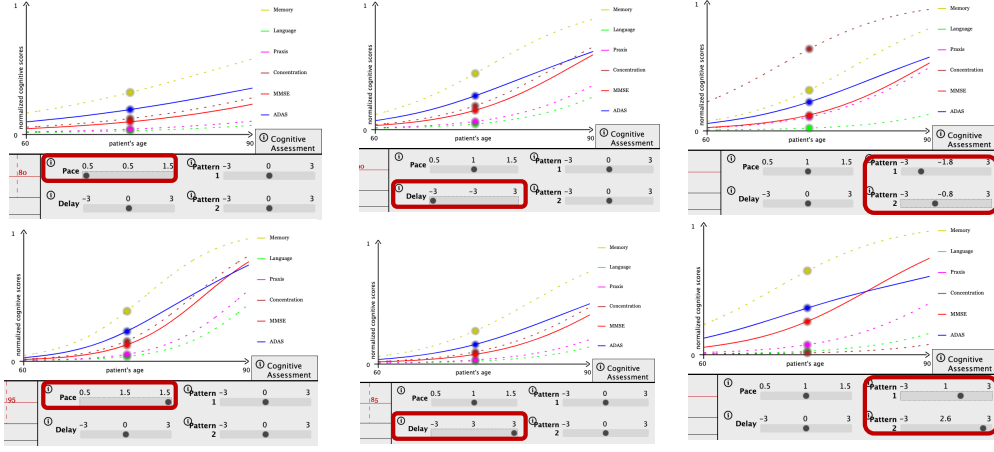 1
normalized cognitive scores
0
60
patient's age
90
Memory
Language
Praxis
Concentration
MMSE
ADAS
Cognitive
Assessment
:80
Pace
0.5
0.5
1.5
Pattern
1
-3
0
3
Delay
-3
0
3
Pattern
2
-3
0
3
1
normalized cognitive scores
0
60
patient's age
90
Memory
Language
Praxis
Concentration
MMSE
ADAS
Cognitive
Assessment
Pace
0.5
1
1.5
Pattern
1
-3
0
3
Delay
-3
-3
3
Pattern
2
-3
0
3
1
normalized cognitive scores
0
60
patient's age
90
Memory
Language
Praxis
Concentration
MMSE
ADAS
Cognitive
Assessment
Pace
0.5
1
1.5
Pattern
1
-3
-1.8
3
Delay
-3
0
3
Pattern
2
-3
-0.8
3
1
normalized cognitive scores
0
60
patient's age
90
Memory
Language
Praxis
Concentration
MMSE
ADAS
Cognitive
Assessment
95
Pace
0.5
1.5
1.5
Pattern
1
-3
0
3
Delay
-3
0
3
Pattern
2
-3
0
3
1
normalized cognitive scores
0
60
patient's age
90
Memory
Language
Praxis
Concentration
MMSE
ADAS
Cognitive
Assessment
85
Pace
0.5
1
1.5
Pattern
1
-3
0
3
Delay
-3
3
3
Pattern
2
-3
0
3
1
normalized cognitive scores
0
60
patient's age
90
Memory
Language
Praxis
Concentration
MMSE
ADAS
Cognitive
Assessment
Pace
0.5
1
1.5
Pattern
1
-3
1
3
Delay
-3
0
3
Pattern
2
-3
2.6
3